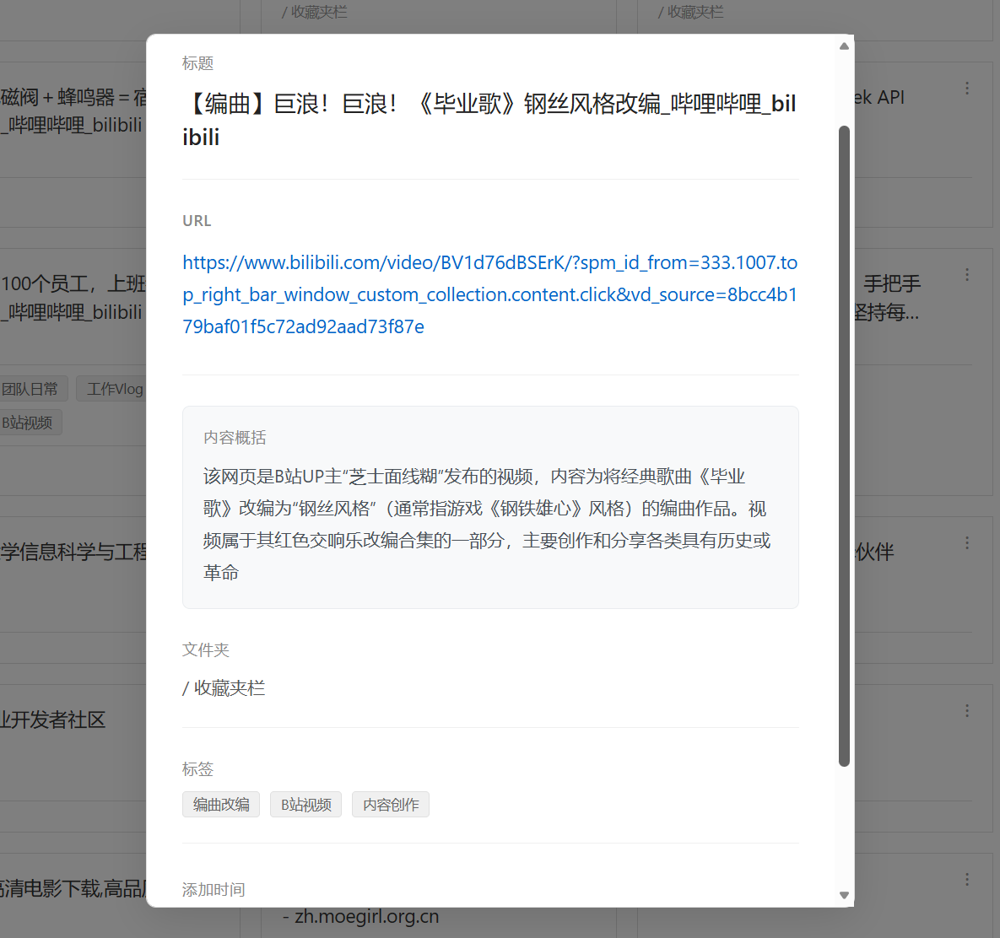 / 收藏夹栏
/ 收藏夹栏
磁阀＋蜂鸣器＝
_哔哩哔哩_bilibili
ek API
100个员工，上班
_哔哩哔哩_bilibili
手把手
坚持每...
团队日常
工作Vlog
B站视频
学信息科学与工程
伙伴
业开发者社区
高清电影下载,高品
- zh.moegirl.org.cn
标题
【编曲】巨浪！巨浪！《毕业歌》钢丝风格改编_哔哩哔哩_bil
ibili
URL
https://www.bilibili.com/video/BV1d76dBSErK/?spm_id_from=333.1007.to
p_right_bar_window_custom_collection.content.click&vd_source=8bcc4b1
79baf01f5c72ad92aad73f87e
内容概括
该网页是B站UP主“芝士面线糊”发布的视频，内容为将经典歌曲《毕业
歌》改编为“钢丝风格”（通常指游戏《钢铁雄心》风格）的编曲作品。视
频属于其红色交响乐改编合集的一部分，主要创作和分享各类具有历史或
革命
文件夹
/ 收藏夹栏
标签
编曲改编
B站视频
内容创作
添加时间